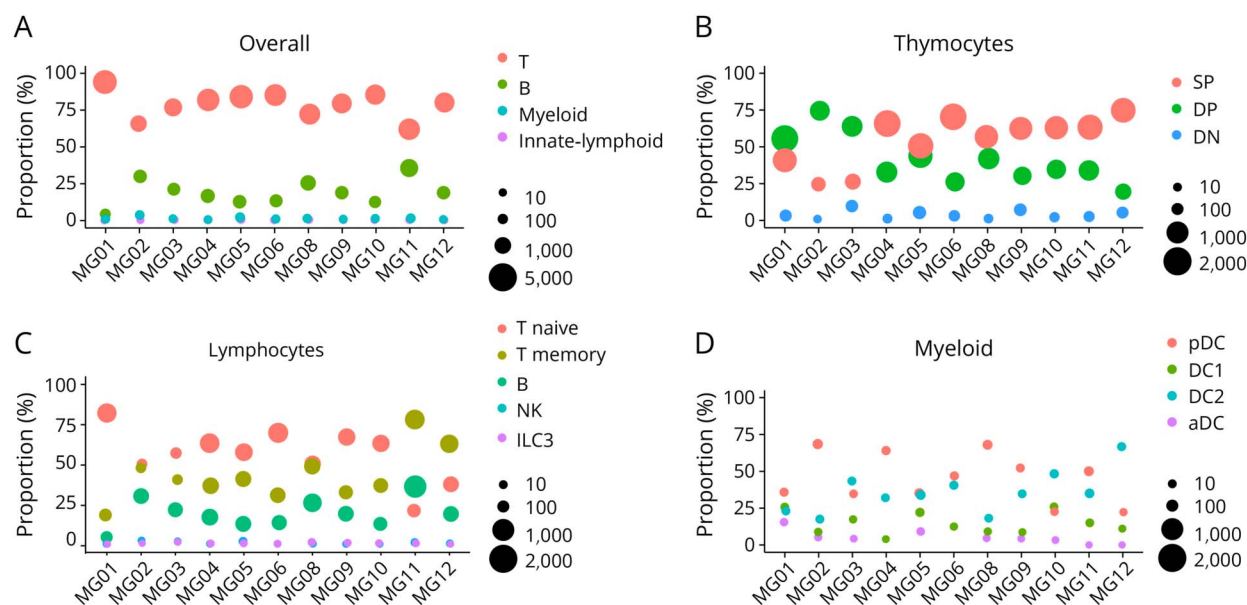 A
Overall
Proportion (%)
100
75
50
25
0
MG01 MG02 MG03 MG04 MG05 MG06 MG08 MG09 MG10 MG11 MG12
T
B
Myeloid
Innate-lymphoid
10
100
1,000
5,000
B
Thymocytes
Proportion (%)
100
75
50
25
0
MG01 MG02 MG03 MG04 MG05 MG06 MG08 MG09 MG10 MG11 MG12
SP
DP
DN
10
100
1,000
2,000
C
Lymphocytes
Proportion (%)
100
75
50
25
0
MG01 MG02 MG03 MG04 MG05 MG06 MG08 MG09 MG10 MG11 MG12
T naive
T memory
B
NK
ILC3
10
100
1,000
2,000
D
Myeloid
Proportion (%)
100
75
50
25
0
MG01 MG02 MG03 MG04 MG05 MG06 MG08 MG09 MG10 MG11 MG12
pDC
DC1
DC2
aDC
10
100
1,000
2,000